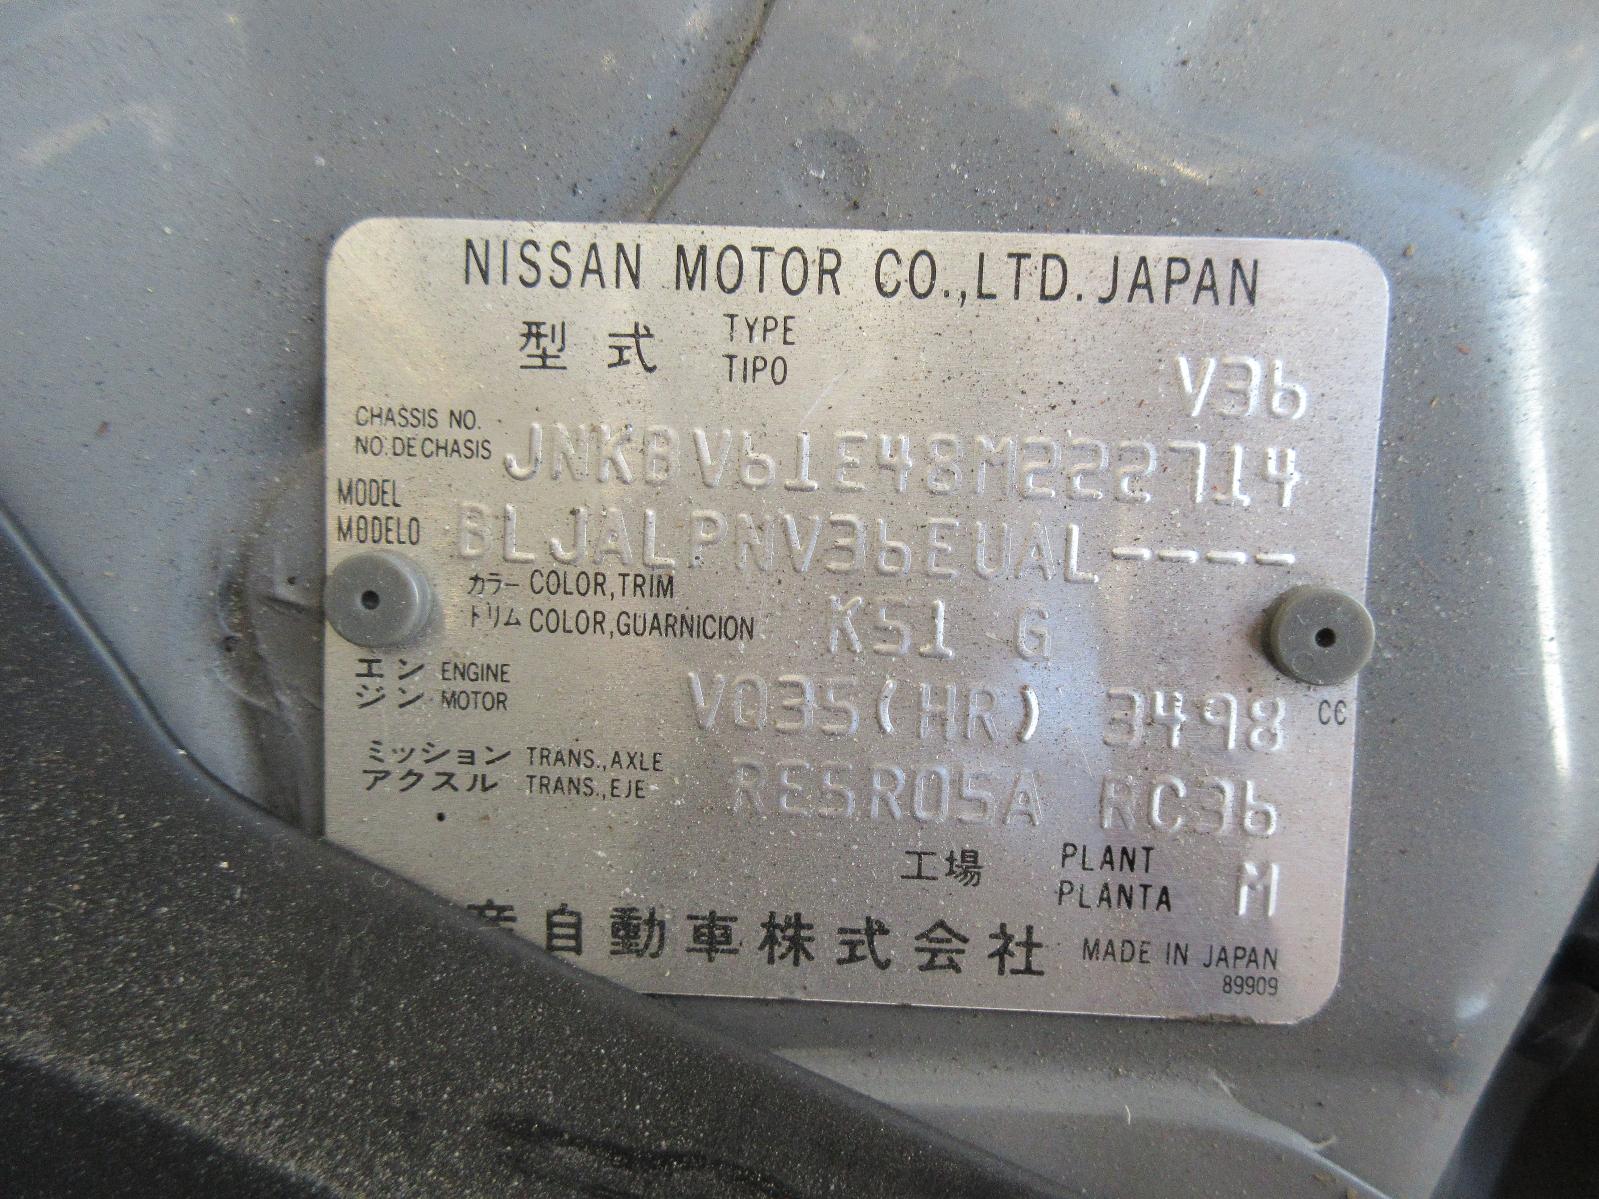 NISSAN MOTOR CO.,LTD. JAPAN
型式 TYPE
TIPO
V36
CHASSIS NO.
NO. DE CHASIS
JNKBV61E48M222714
MODEL
MODELO
BLJALPNV36EUAL----
カラー COLOR,TRIM
トリム COLOR,GUARNICION
K51 G
エン ENGINE
ジン MOTOR
VQ35(HR) 3498 CC
ミッション TRANS.,AXLE
アクスル TRANS.,EJE
RE5R05A RC36
工場 PLANT
PLANTA
M
産自動車株式会社 MADE IN JAPAN
89909